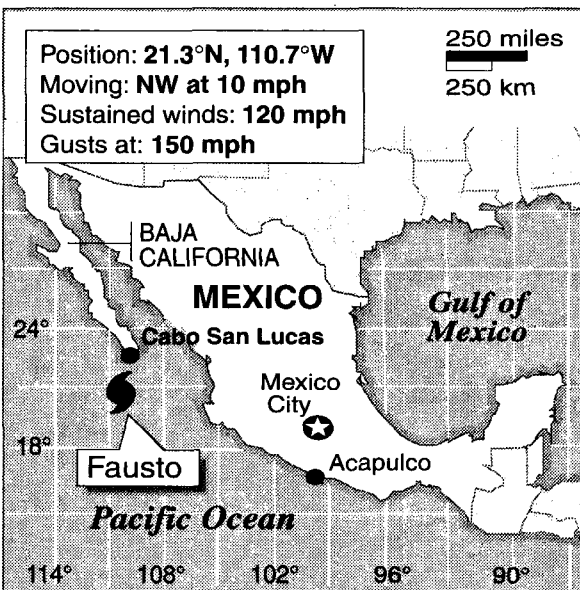 Position: 21.3°N, 110.7°W
Moving: NW at 10 mph
Sustained winds: 120 mph
Gusts at: 150 mph
250 miles
250 km
BAJA
CALIFORNIA
MEXICO
Gulf of
Mexico
24°
Cabo San Lucas
Mexico
City
18°
Fausto
Acapulco
Pacific Ocean
114° 108° 102° 96° 90°